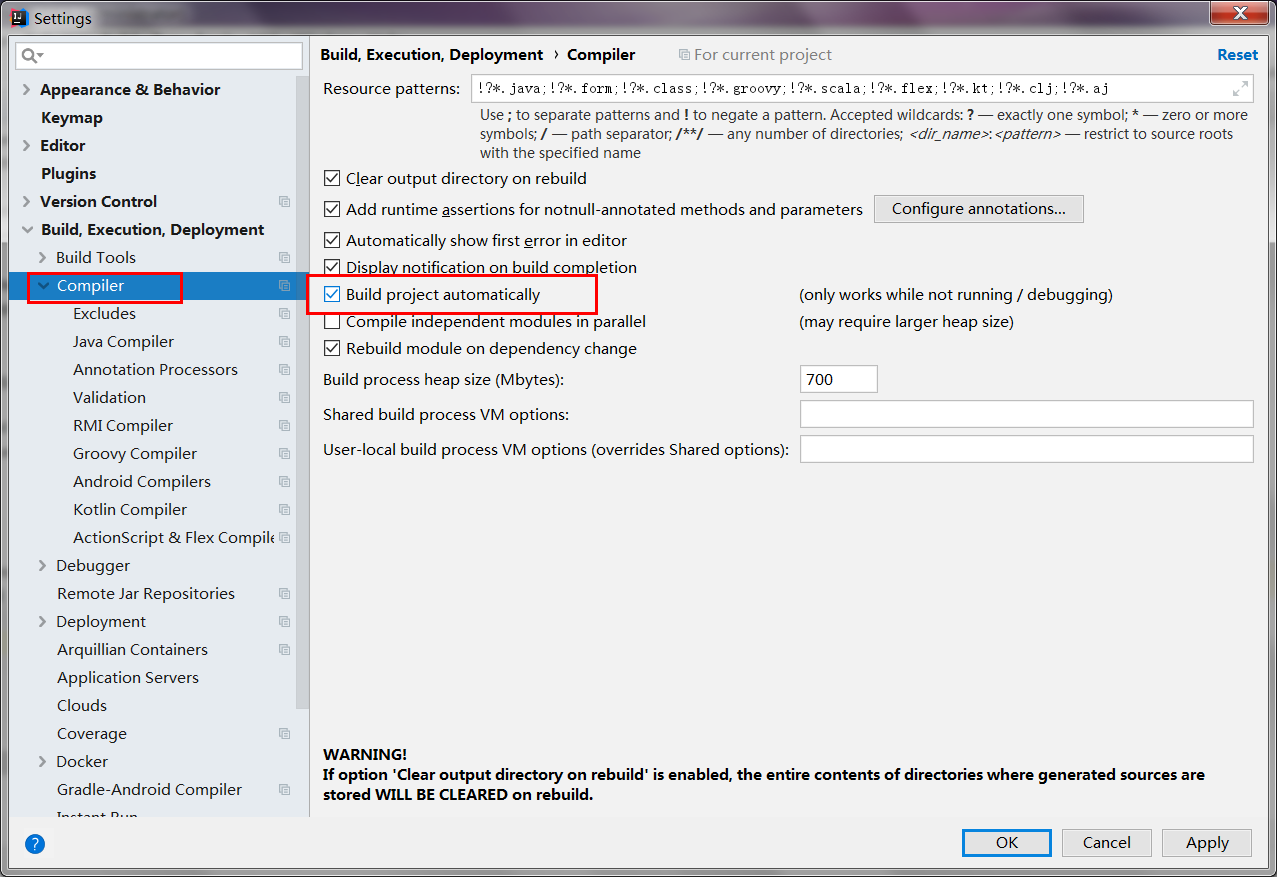 Settings
Appearance & Behavior
Keymap
Editor
Plugins
Version Control
Build, Execution, Deployment
Build Tools
Compiler
Excludes
Java Compiler
Annotation Processors
Validation
RMI Compiler
Groovy Compiler
Android Compilers
Kotlin Compiler
ActionScript & Flex Compile
Debugger
Remote Jar Repositories
Deployment
Arquillian Containers
Application Servers
Clouds
Coverage
Docker
Gradle-Android Compiler
Instant Run
Build, Execution, Deployment › Compiler For current project Reset
Resource patterns: !?*.java;!?*.form;!?*.class;!?*.groovy;!?*.scala;!?*.flex;!?*.kt;!?*.clj;!?*.aj
Use ; to separate patterns and ! to negate a pattern. Accepted wildcards: ? — exactly one symbol; * — zero or more
symbols; / — path separator; /**/ — any number of directories; <dir_name>:<pattern> — restrict to source roots
with the specified name
Clear output directory on rebuild
Add runtime assertions for notnull-annotated methods and parameters Configure annotations...
Automatically show first error in editor
Display notification on build completion
Build project automatically (only works while not running / debugging)
Compile independent modules in parallel (may require larger heap size)
Rebuild module on dependency change
Build process heap size (Mbytes): 700
Shared build process VM options:
User-local build process VM options (overrides Shared options):
WARNING!
If option 'Clear output directory on rebuild' is enabled, the entire contents of directories where generated sources are
stored WILL BE CLEARED on rebuild.
? OK Cancel Apply